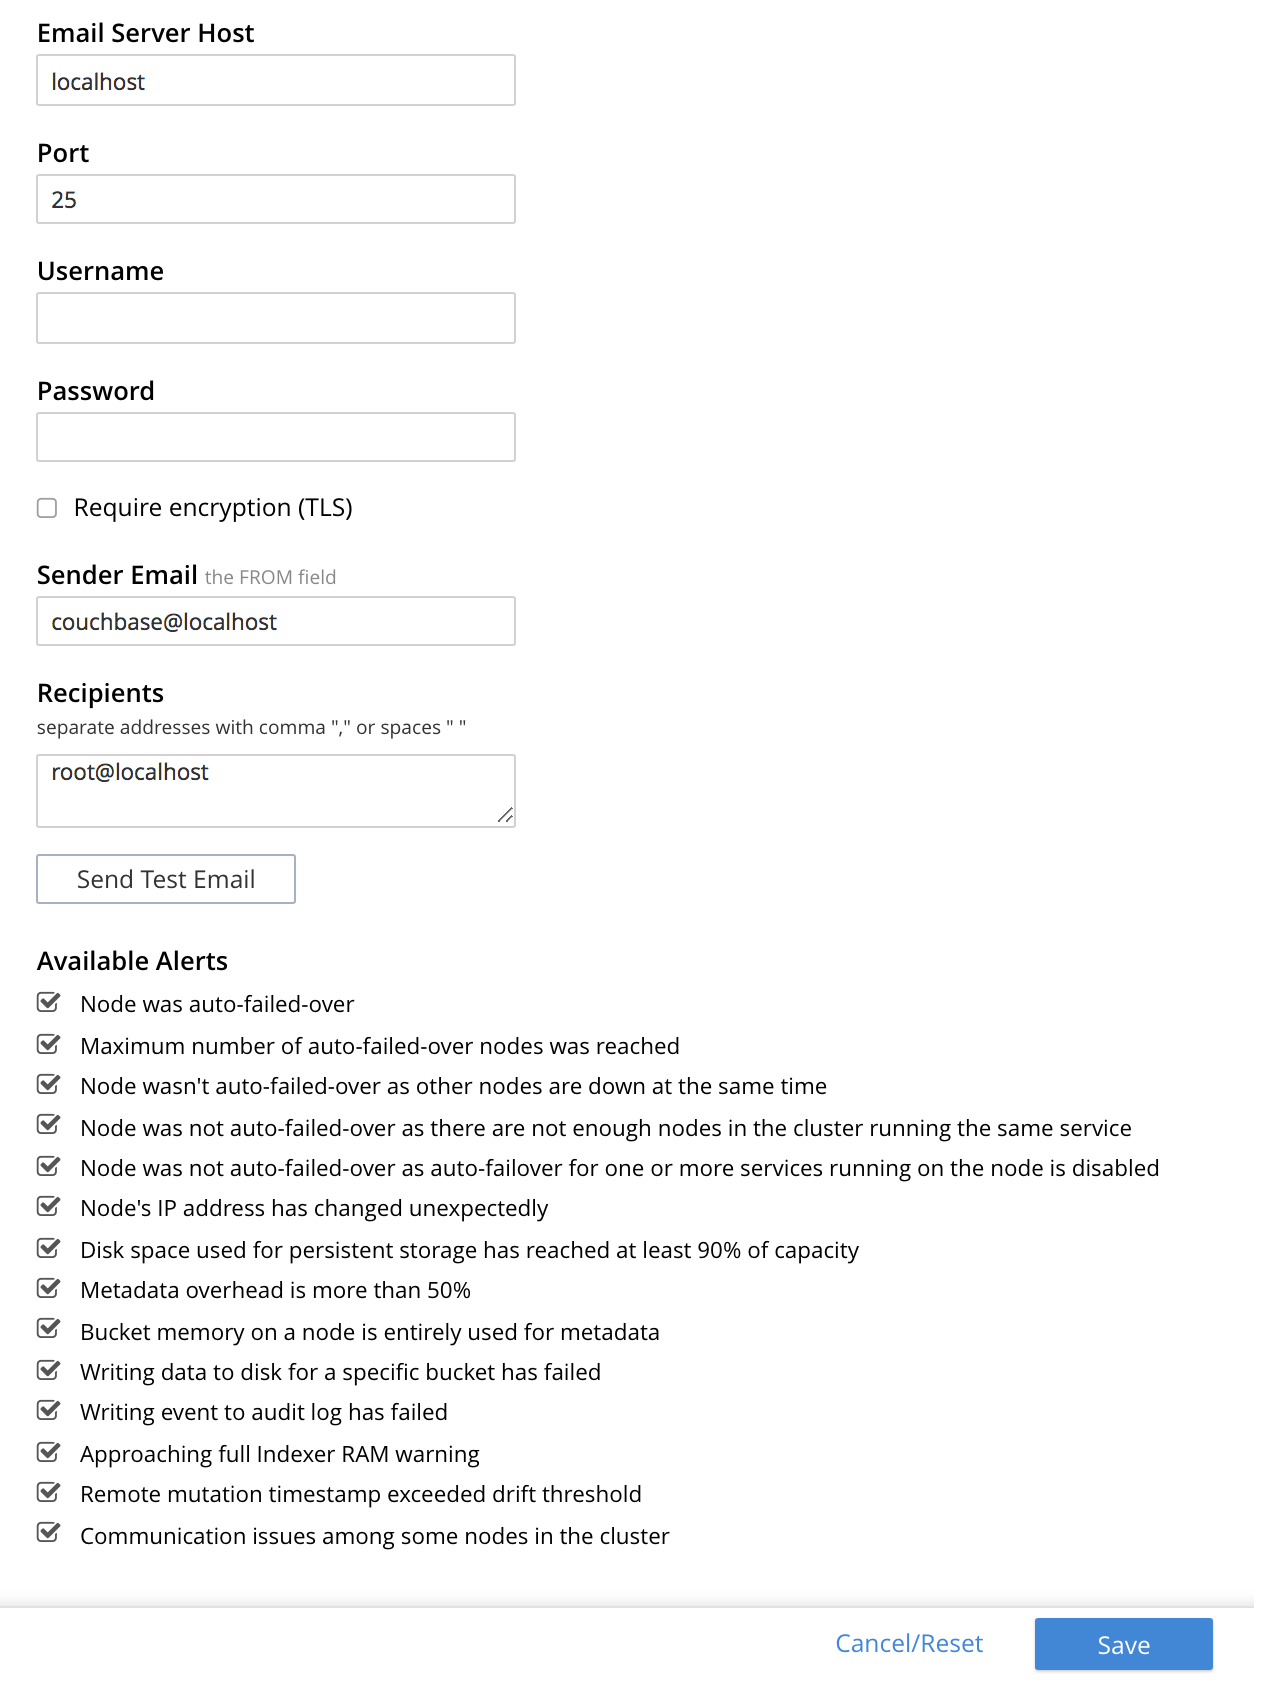 Email Server Host
localhost
Port
25
Username
Password
Require encryption (TLS)
Sender Email the FROM field
couchbase@localhost
Recipients
separate addresses with comma "," or spaces " "
root@localhost
Send Test Email
Available Alerts
Node was auto-failed-over
Maximum number of auto-failed-over nodes was reached
Node wasn't auto-failed-over as other nodes are down at the same time
Node was not auto-failed-over as there are not enough nodes in the cluster running the same service
Node was not auto-failed-over as auto-failover for one or more services running on the node is disabled
Node's IP address has changed unexpectedly
Disk space used for persistent storage has reached at least 90% of capacity
Metadata overhead is more than 50%
Bucket memory on a node is entirely used for metadata
Writing data to disk for a specific bucket has failed
Writing event to audit log has failed
Approaching full Indexer RAM warning
Remote mutation timestamp exceeded drift threshold
Communication issues among some nodes in the cluster
Cancel/Reset Save